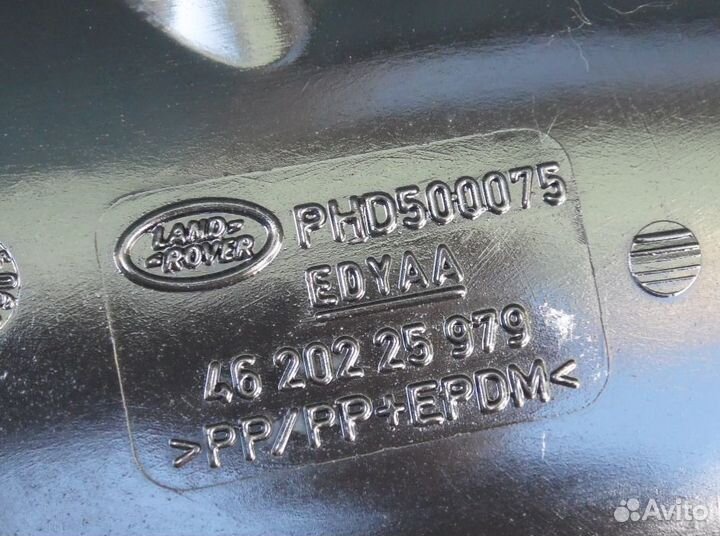 LAND-
-ROVER
PHD500075
EDYAA
46 202 25 979
>PP/PP+EPDM<
Avito